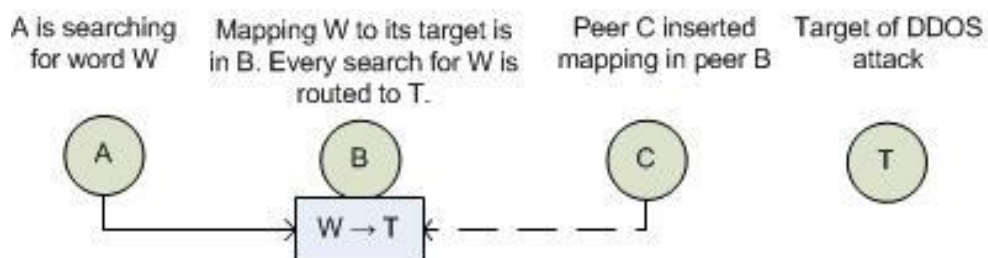 A is searching
for word W
Mapping W to its target is
in B. Every search for W is
routed to T.
Peer C inserted
mapping in peer B
Target of DDOS
attack
A
B
C
T
W → T